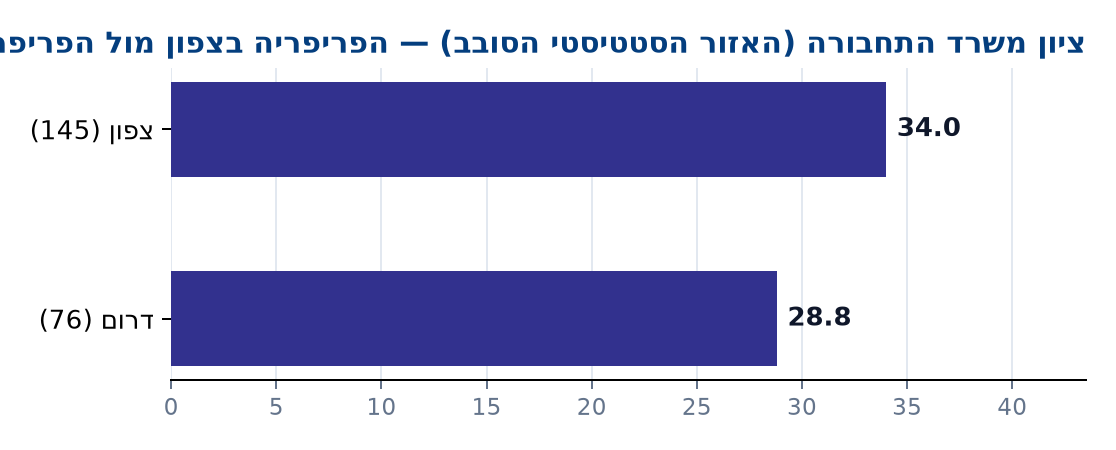 ציון משרד התחבורה (האזור הסטטיסטי הסובב) — הפריפריה בצפון מול
צפון (145)
34.0
דרום (76)
28.8
0 5 10 15 20 25 30 35 40